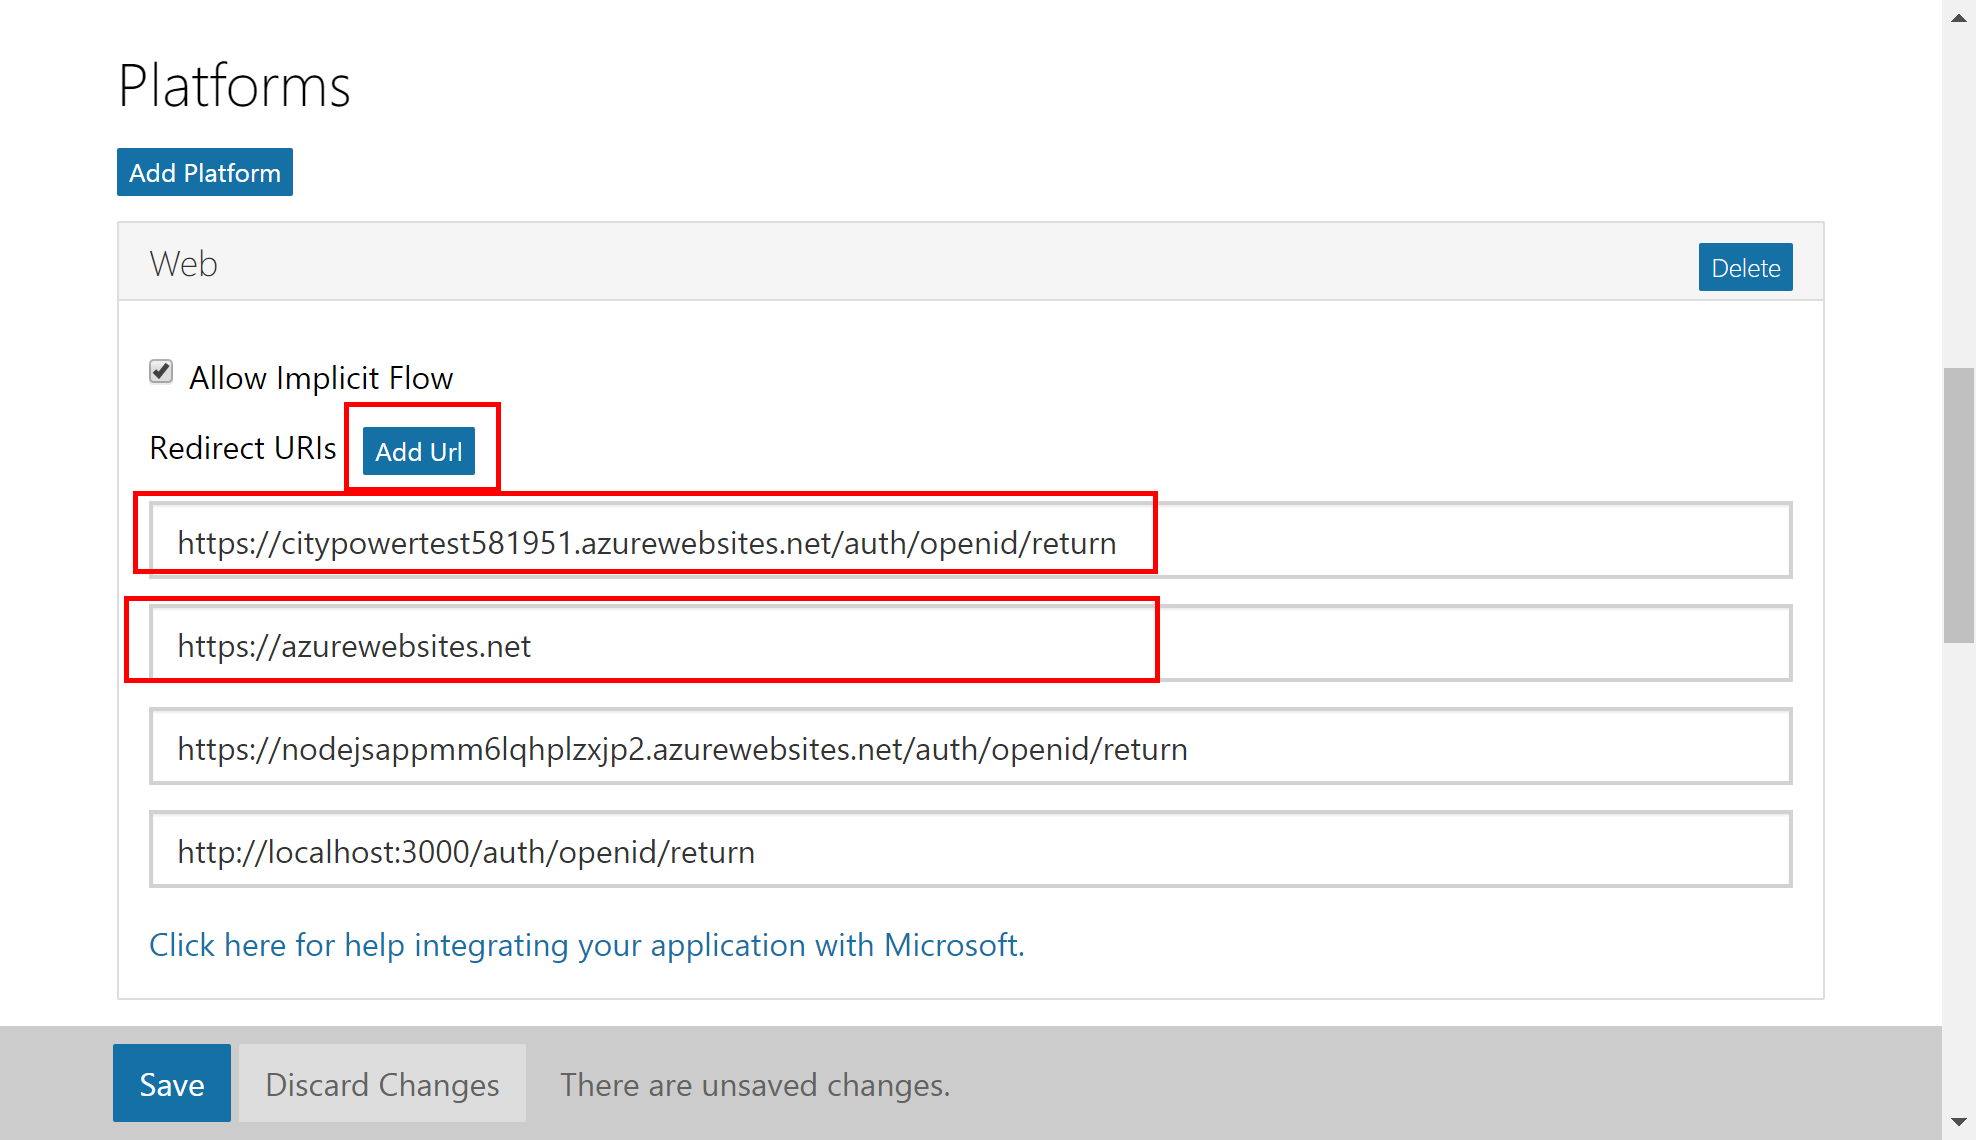 Platforms
Add Platform
Web
Delete
Allow Implicit Flow
Redirect URIs
Add Url
https://citypowertest581951.azurewebsites.net/auth/openid/return
https://azurewebsites.net
https://nodejsappmm6lqhplzxjp2.azurewebsites.net/auth/openid/return
http://localhost:3000/auth/openid/return
Click here for help integrating your application with Microsoft.
Save
Discard Changes
There are unsaved changes.